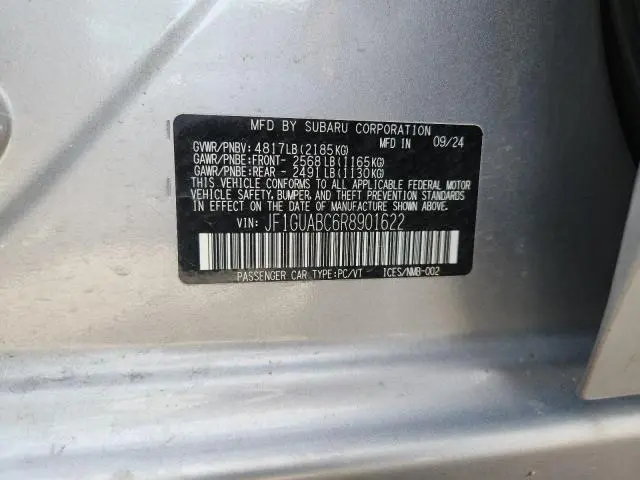 MFD BY SUBARU CORPORATION
GVWR/PNBV: 4817LB(2185KG) MFD IN 09/24
GAWR/PNBE:FRONT- 2568LB(1165KG)
GAWR/PNBE:REAR - 2491LB(1130KG)
THIS VEHICLE CONFORMS TO ALL APPLICABLE FEDERAL MOTOR
VEHICLE SAFETY, BUMPER, AND THEFT PREVENTION STANDARDS
IN EFFECT ON THE DATE OF MANUFACTURE SHOWN ABOVE.
VIN: JF1GUABC6R8901622
PASSENGER CAR TYPE:PC/VT ICES/NMB-002